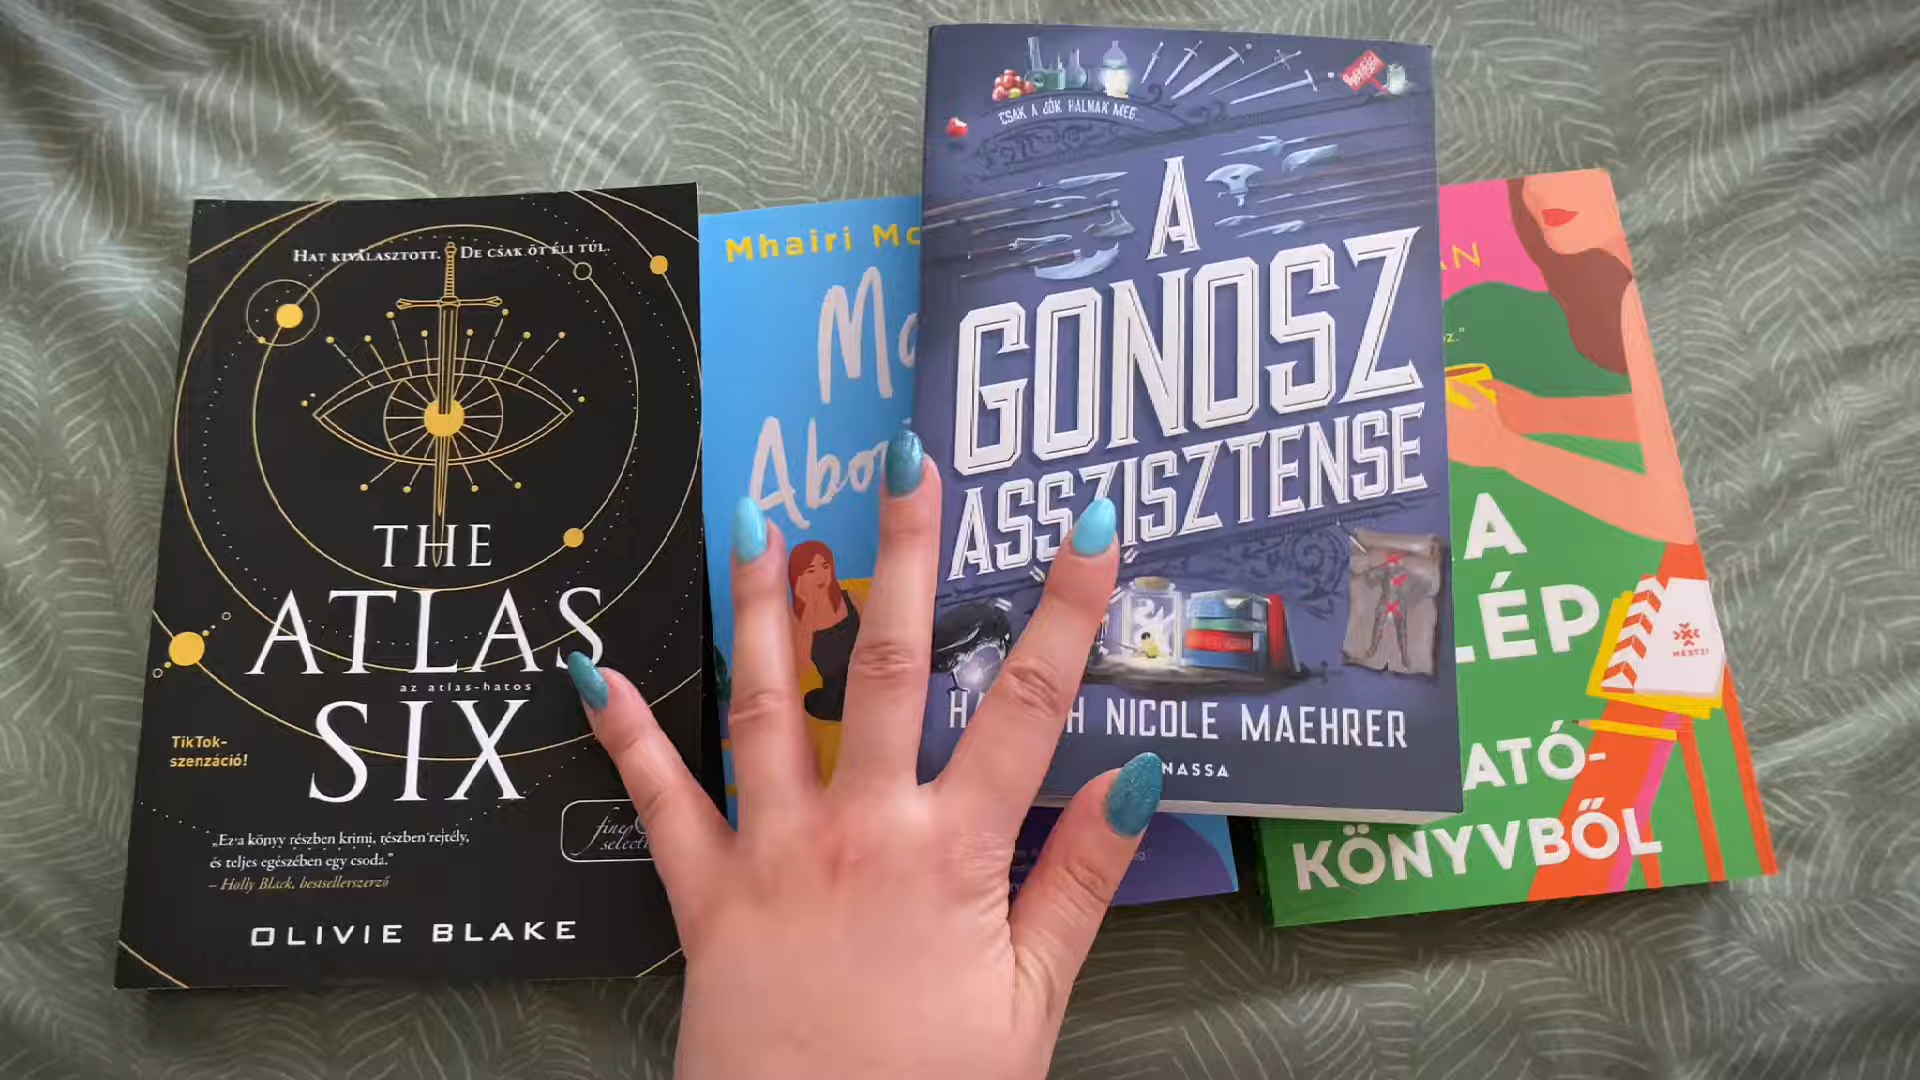 HAT KIVÁLASZTOTT. DE CSAK ÖT ÉLI TÚL.
THE
ATLAS
az atlas-hatos
SIX
TikTok-
szenzáció!
„Ez a könyv részben krimi, részben rejtély,
és teljes egészében egy csoda."
– Holly Black, bestsellerszerző
fine
OLIVIE BLAKE
Mhairi
CSAK A JÓK HALNAK MEG...
A
GONOSZ
ASSZISZTENSE
NICOLE MAEHRER
A
LÉP
ATÓ-
KÖNYVBŐL